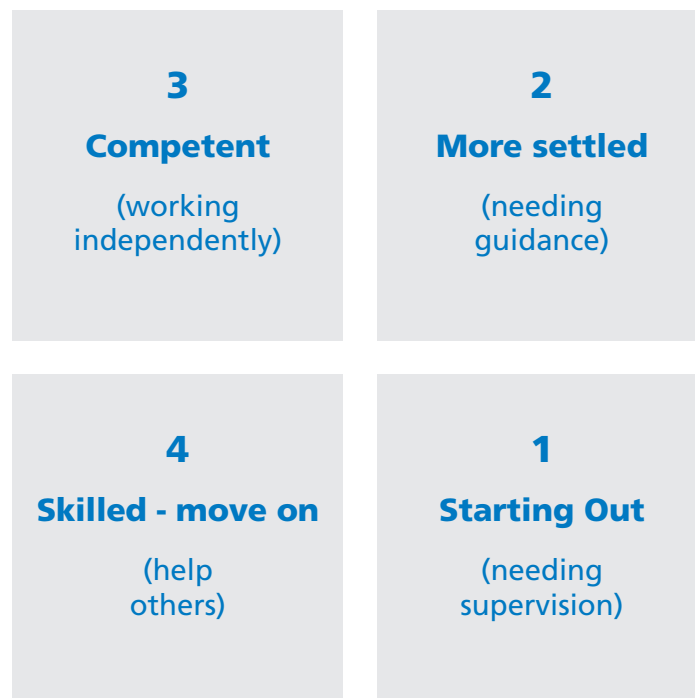 3
Competent
(working
independently)
2
More settled
(needing
guidance)
4
Skilled - move on
(help
others)
1
Starting Out
(needing
supervision)